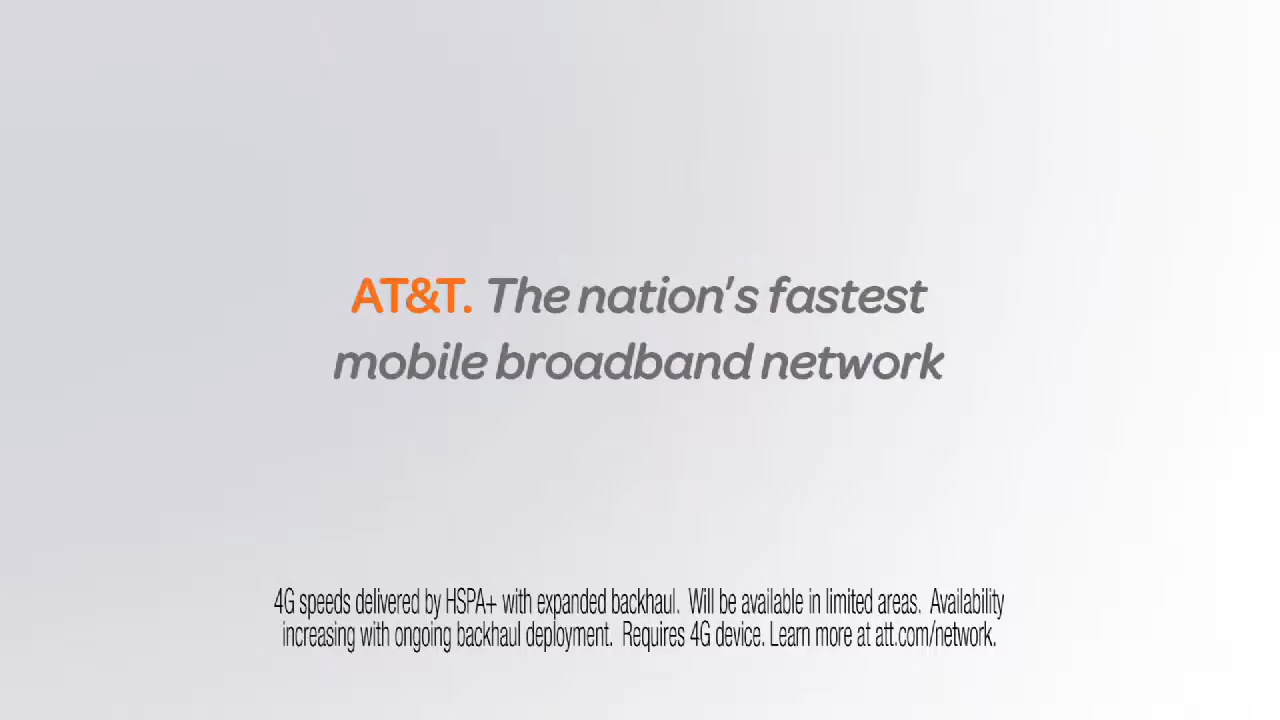 AT&T. The nation's fastest
mobile broadband network
4G speeds delivered by HSPA+ with expanded backhaul. Will be available in limited areas. Availability
increasing with ongoing backhaul deployment. Requires 4G device. Learn more at att.com/network.